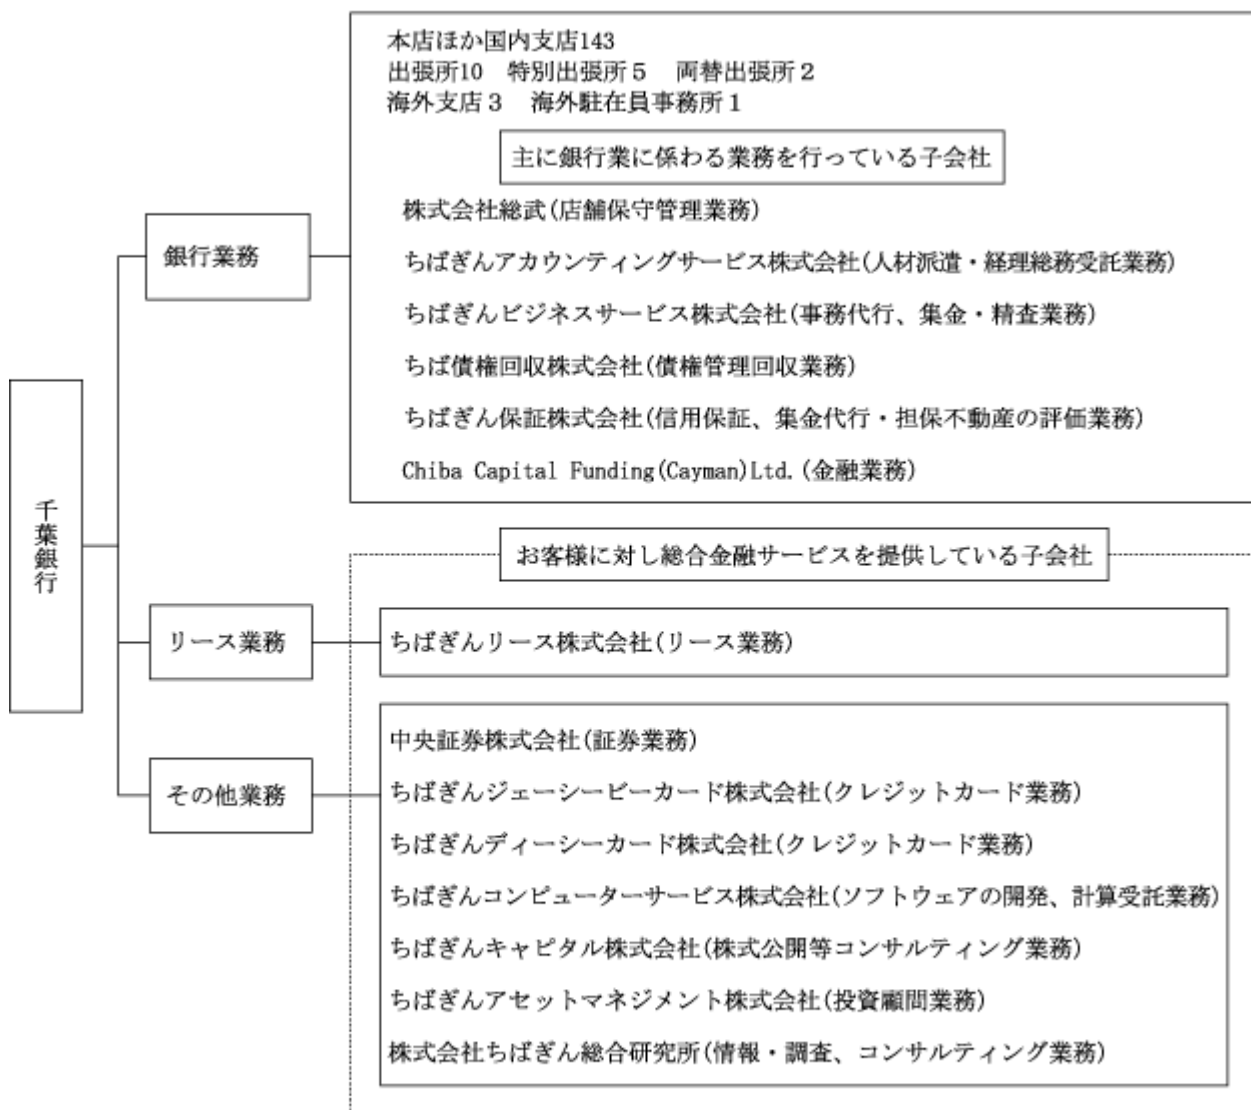 本店ほか国内支店143
出張所10　特別出張所５　両替出張所２
海外支店３　海外駐在員事務所１
主に銀行業に係わる業務を行っている子会社
株式会社総武(店舗保守管理業務)
銀行業務
ちばぎんアカウンティングサービス株式会社(人材派遣・経理総務受託業務)
ちばぎんビジネスサービス株式会社(事務代行、集金・精査業務)
ちば債権回収株式会社(債権管理回収業務)
ちばぎん保証株式会社(信用保証、集金代行・担保不動産の評価業務)
Chiba Capital Funding(Cayman)Ltd.(金融業務)
千葉銀行
お客様に対し総合金融サービスを提供している子会社
リース業務
ちばぎんリース株式会社(リース業務)
その他業務
中央証券株式会社(証券業務)
ちばぎんジェーシービーカード株式会社(クレジットカード業務)
ちばぎんディーシーカード株式会社(クレジットカード業務)
ちばぎんコンピューターサービス株式会社(ソフトウェアの開発、計算受託業務)
ちばぎんキャピタル株式会社(株式公開等コンサルティング業務)
ちばぎんアセットマネジメント株式会社(投資顧問業務)
株式会社ちばぎん総合研究所(情報・調査、コンサルティング業務)